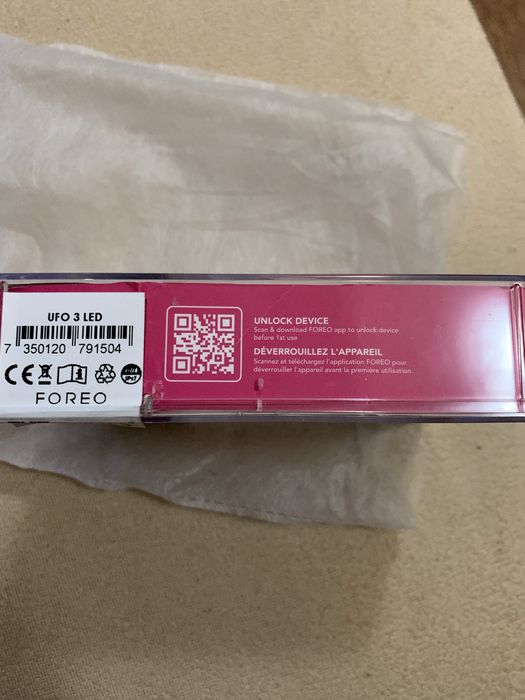 UFO 3 LED
7 350120 791504
FOREO
UNLOCK DEVICE
Scan & download FOREO app to unlock device
before 1st use
DÉVERROUILLEZ L'APPAREIL
Scannez et téléchargez l'application FOREO pour
déverrouiller l'appareil avant la première utilisation.